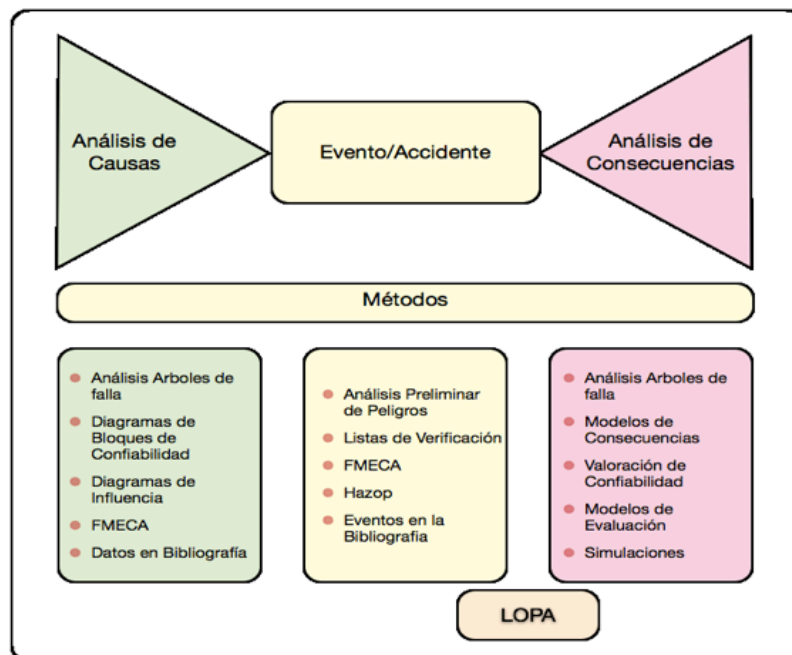 Análisis de
Causas
Evento/Accidente
Análisis de
Consecuencias
Métodos
Análisis Arboles de
falla
Diagramas de
Bloques de
Confiabilidad
Diagramas de
Influencia
FMECA
Datos en Bibliografía
Análisis Preliminar
de Peligros
Listas de Verificación
FMECA
Hazop
Eventos en la
Bibliografia
Análisis Arboles de
falla
Modelos de
Consecuencias
Valoración de
Confiabilidad
Modelos de
Evaluación
Simulaciones
LOPA